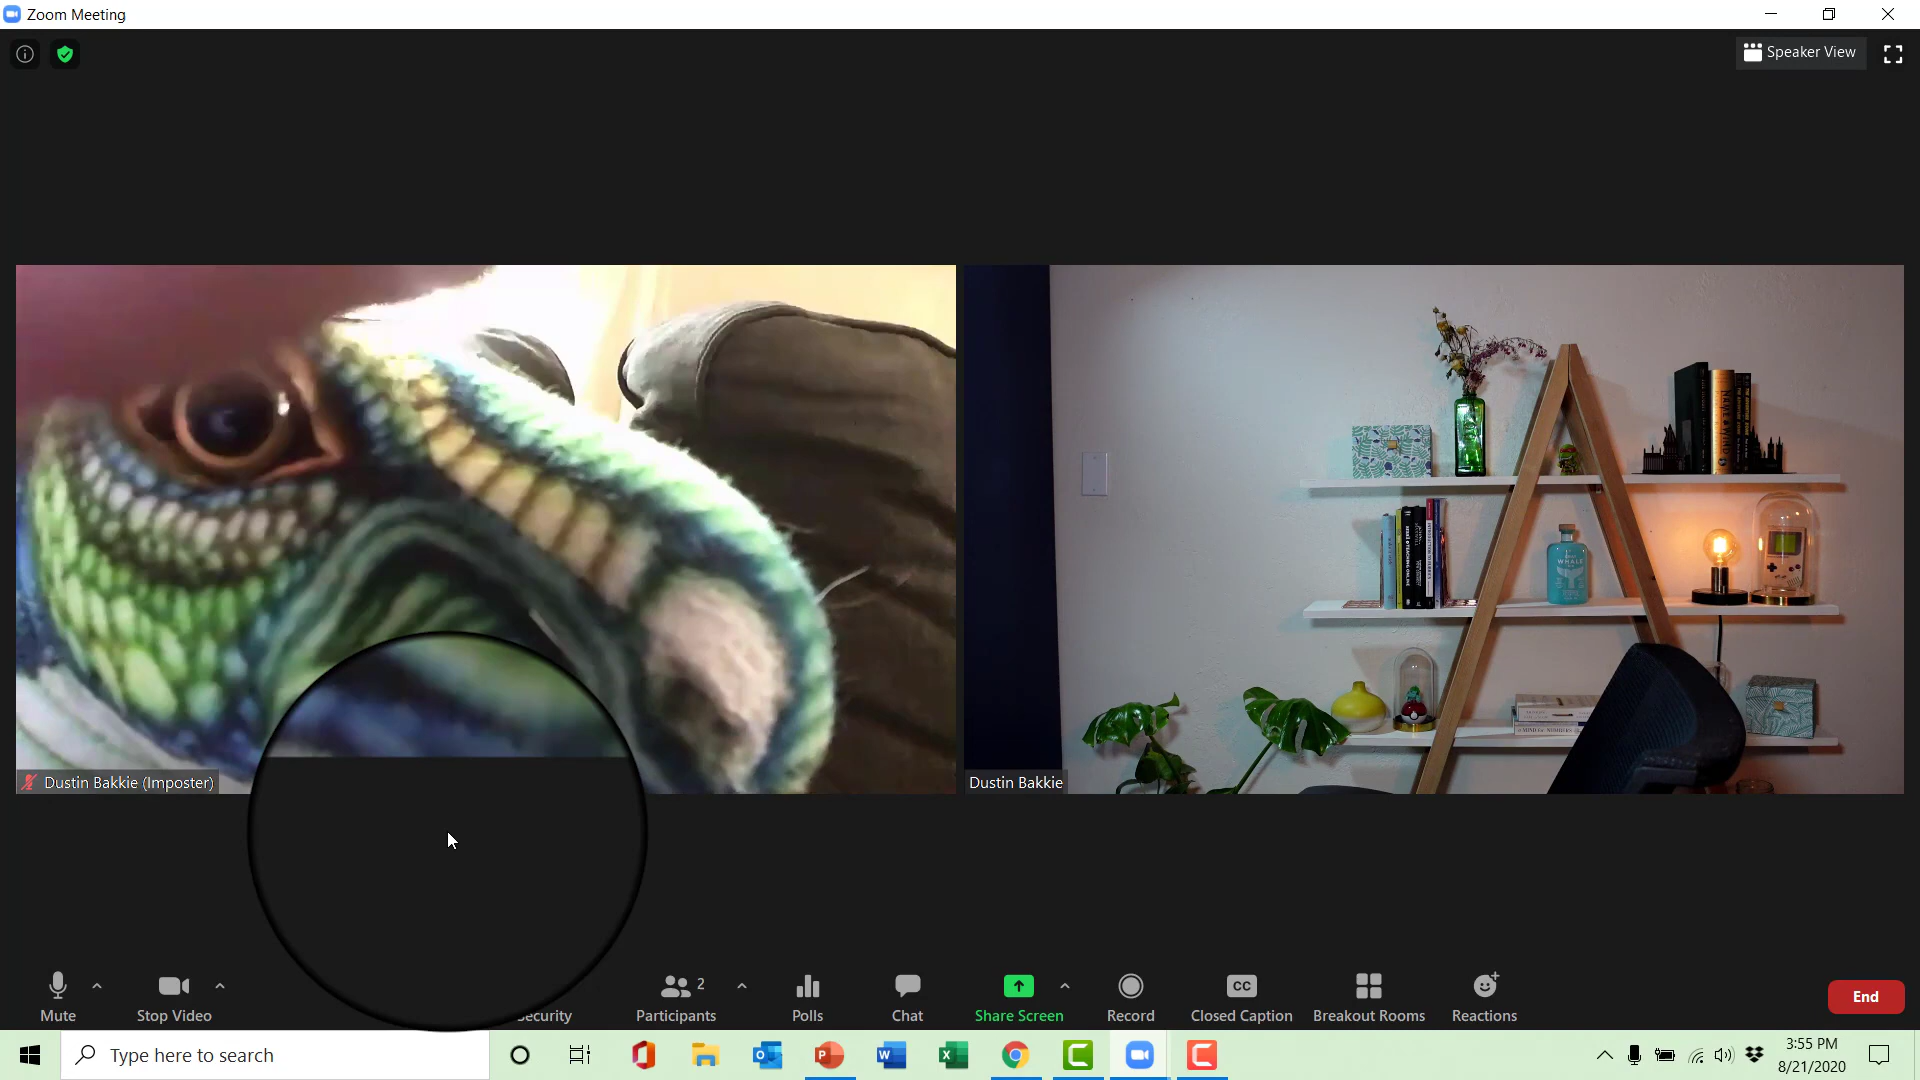 Zoom Meeting
Speaker View
WHALE
Dustin Bakkie (Imposter)
Dustin Bakkie
Mute
Stop Video
ecurity
2
Participants
Polls
Chat
Share Screen
Record
CC
Closed Caption
Breakout Rooms
Reactions
End
Type here to search
3:55 PM
8/21/2020